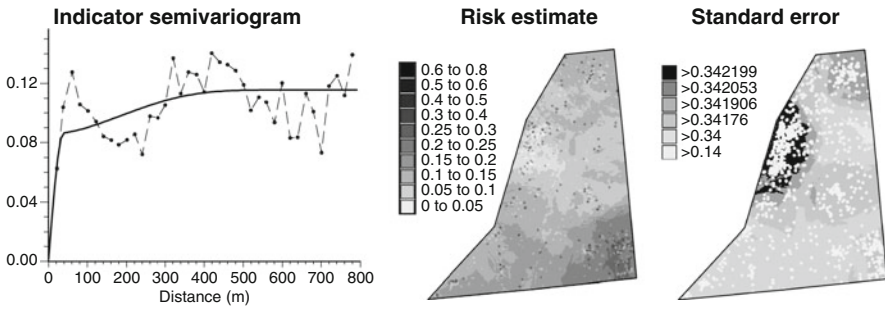 Indicator semivariogram
0.12
0.08
0.04
0.00
0 100 200 300 400 500 600 700 800
Distance (m)
Risk estimate
0.6 to 0.8
0.5 to 0.6
0.4 to 0.5
0.3 to 0.4
0.25 to 0.3
0.2 to 0.25
0.15 to 0.2
0.1 to 0.15
0.05 to 0.1
0 to 0.05
Standard error
>0.342199
>0.342053
>0.341906
>0.34176
>0.34
>0.14